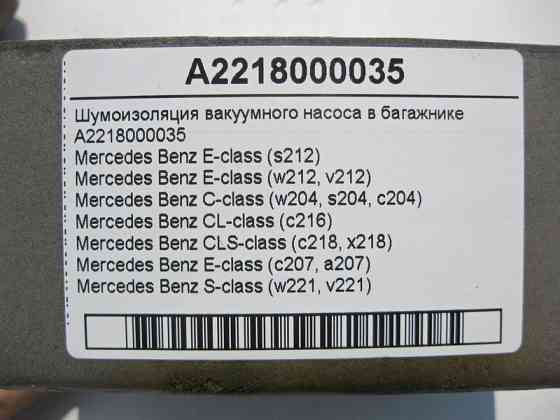 A2218000035
Шумоизоляция вакуумного насоса в багажнике
A2218000035
Mercedes Benz E-class (s212)
Mercedes Benz E-class (w212, v212)
Mercedes Benz C-class (w204, s204, c204)
Mercedes Benz CL-class (c216)
Mercedes Benz CLS-class (c218, x218)
Mercedes Benz E-class (c207, a207)
Mercedes Benz S-class (w221, v221)